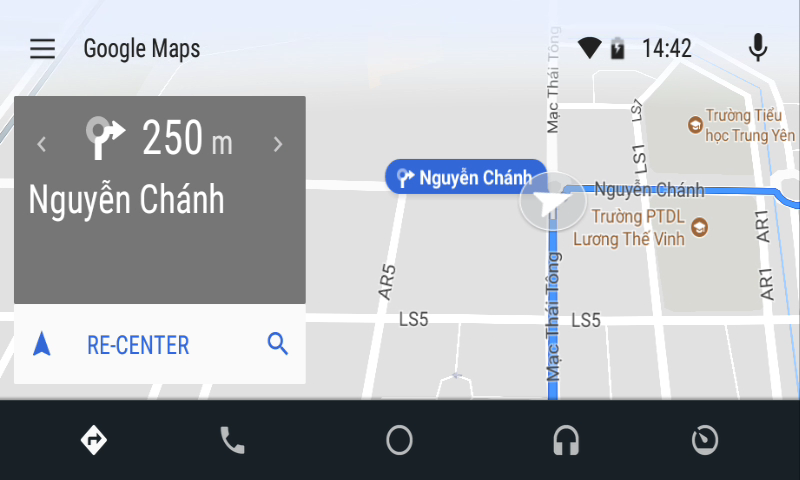 Google Maps
14:42
250 m
Nguyễn Chánh
RE-CENTER
Mạc Thái Tông
LS7
Trường Tiểu
học Trung Yên
LS1
Nguyễn Chánh
Nguyễn Chánh
Trường PTDL
Lương Thế Vinh
AR1
AR5
Mạc Thái Tông
AR1
LS5
LS5